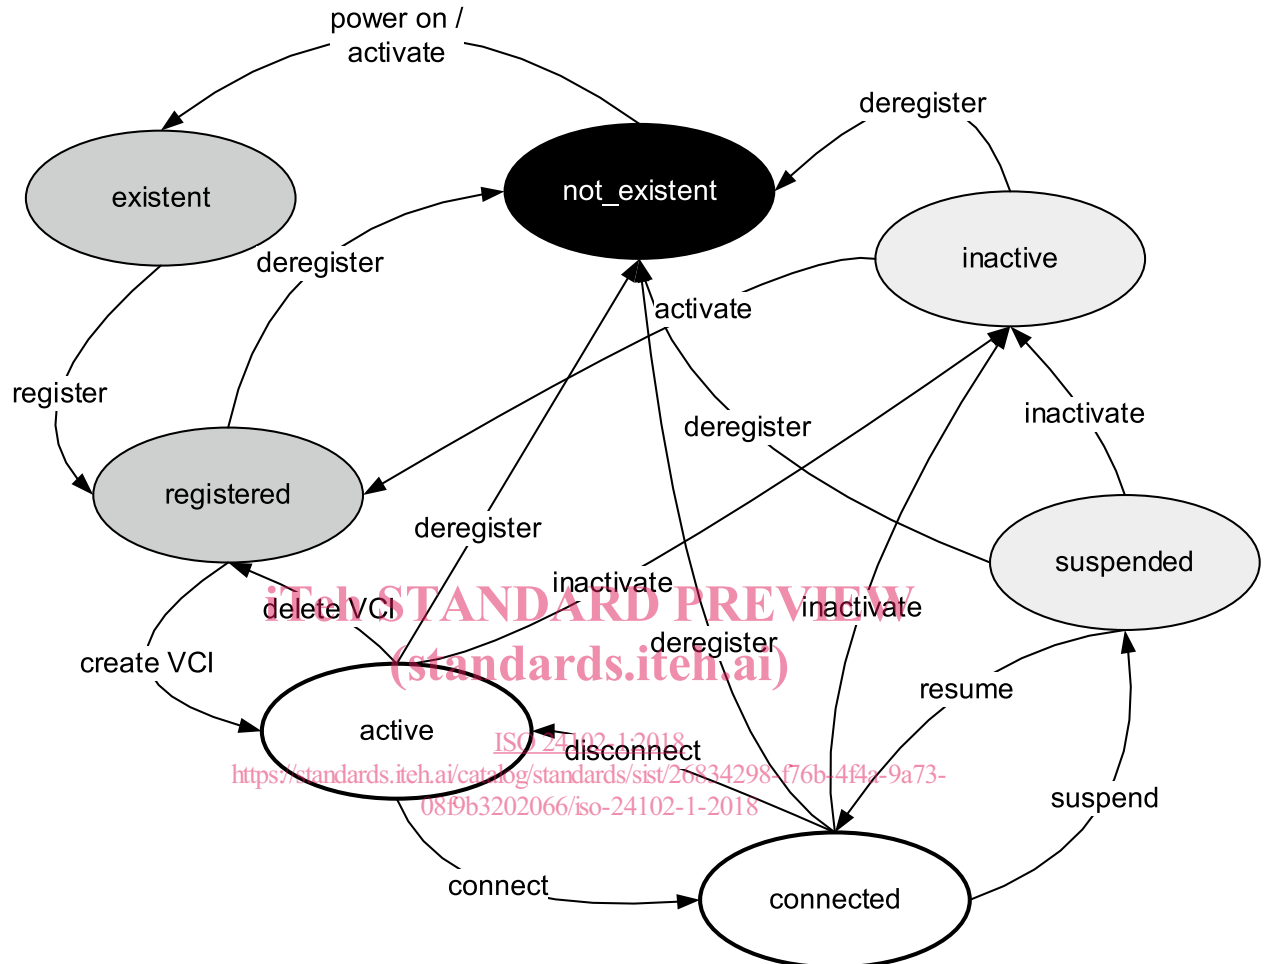 power on /
activate
deregister
existent
not_existent
deregister
inactive
activate
register
inactivate
deregister
registered
deregister
suspended
inactivate
iTeh STANDARD PREVIEW
delete VCI
inactivate
deregister
create VCI
(standards.iteh.ai)
resume
active
ISO 24102-1:2018
disconnect
https://standards.iteh.ai/catalog/standards/sist/26834298-f76b-4f4a-9a73-
08f9b3202066/iso-24102-1-2018
suspend
connect
connected